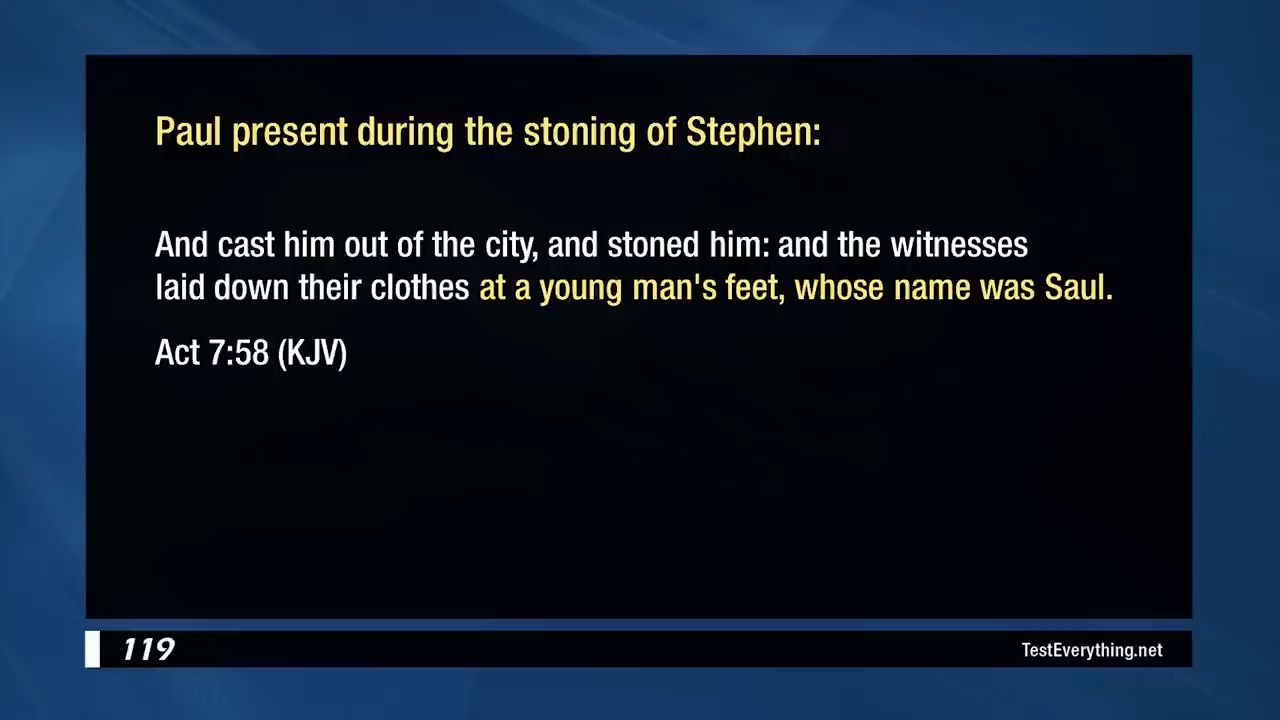 Paul present during the stoning of Stephen:
And cast him out of the city, and stoned him: and the witnesses
laid down their clothes at a young man's feet, whose name was Saul.
Act 7:58 (KJV)
119
TestEverything.net